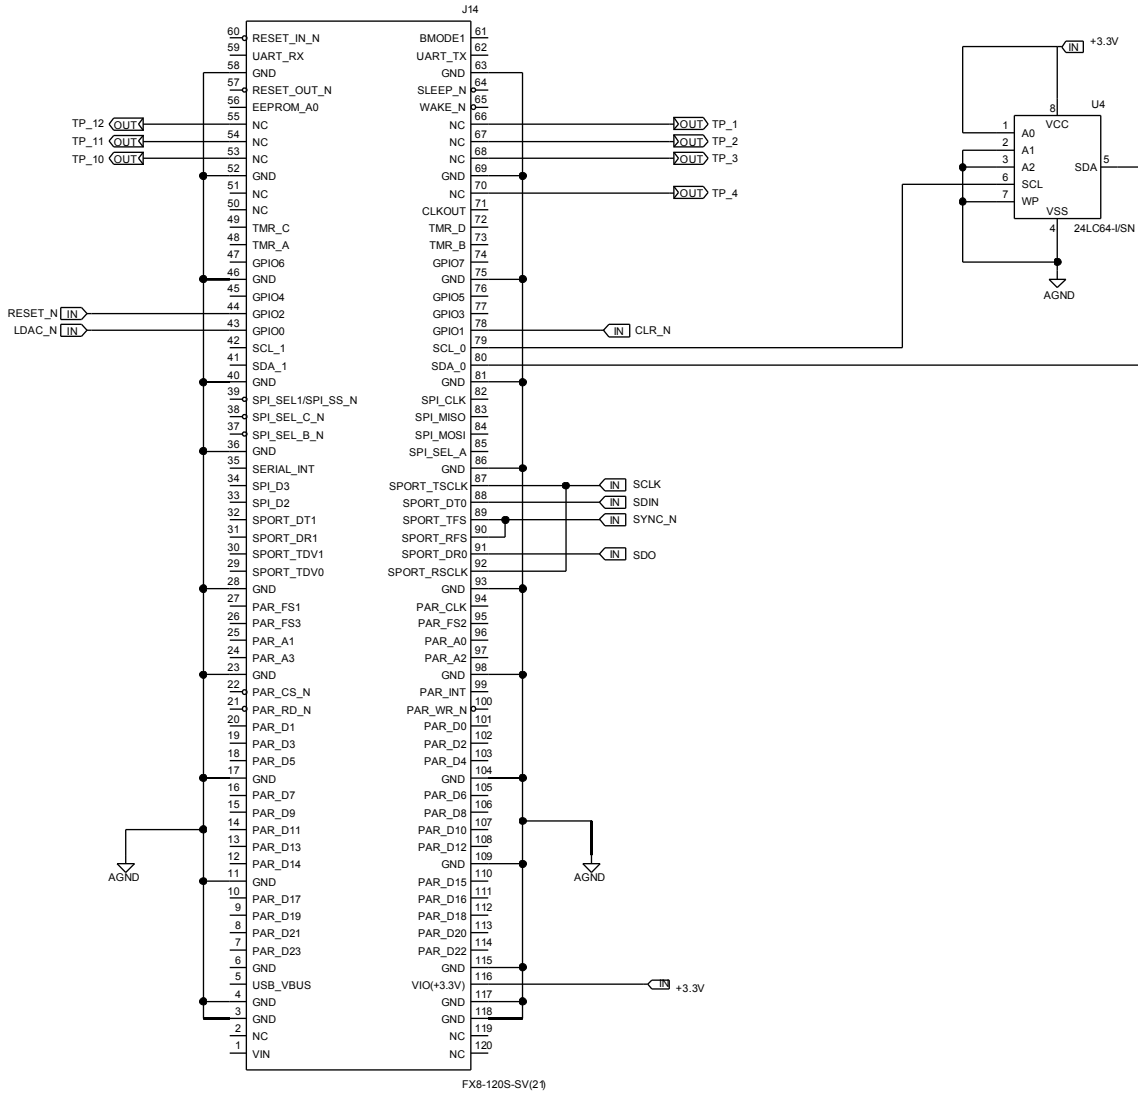 J14
60 RESET_IN_N BMODE1 61
59 UART_RX UART_TX 62
58 GND GND 63
57 RESET_OUT_N SLEEP_N 64
56 EEPROM_A0 WAKE_N 65
TP_12 OUT 55 NC NC 66 OUT TP_1
TP_11 OUT 54 NC NC 67 OUT TP_2
TP_10 OUT 53 NC NC 68 OUT TP_3
52 GND GND 69
51 NC NC 70 OUT TP_4
50 NC CLKOUT 71
49 TMR_C TMR_D 72
48 TMR_A TMR_B 73
47 GPIO6 GPIO7 74
46 GND GND 75
45 GPIO4 GPIO5 76
RESET_N IN 44 GPIO2 GPIO3 77
LDAC_N IN 43 GPIO0 GPIO1 78 IN CLR_N
42 SCL_1 SCL_0 79
41 SDA_1 SDA_0 80
40 GND GND 81
39 SPI_SEL1/SPI_SS_N SPI_CLK 82
38 SPI_SEL_C_N SPI_MISO 83
37 SPI_SEL_B_N SPI_MOSI 84
36 GND SPI_SEL_A 85
35 SERIAL_INT GND 86
34 SPI_D3 SPORT_TSCLK 87 IN SCLK
33 SPI_D2 SPORT_DT0 88 IN SDIN
32 SPORT_DT1 SPORT_TFS 89 IN SYNC_N
31 SPORT_DR1 SPORT_RFS 90
30 SPORT_TDV1 SPORT_DR0 91 IN SDO
29 SPORT_TDV0 SPORT_RSCLK 92
28 GND GND 93
27 PAR_FS1 PAR_CLK 94
26 PAR_FS3 PAR_FS2 95
25 PAR_A1 PAR_A0 96
24 PAR_A3 PAR_A2 97
23 GND GND 98
22 PAR_CS_N PAR_INT 99
21 PAR_RD_N PAR_WR_N 100
20 PAR_D1 PAR_D0 101
19 PAR_D3 PAR_D2 102
18 PAR_D5 PAR_D4 103
17 GND GND 104
16 PAR_D7 PAR_D6 105
15 PAR_D9 PAR_D8 106
14 PAR_D11 PAR_D10 107
13 PAR_D13 PAR_D12 108
12 PAR_D14 GND 109
AGND
11 GND PAR_D15 110
AGND
10 PAR_D17 PAR_D16 111
9 PAR_D19 PAR_D18 112
8 PAR_D21 PAR_D20 113
7 PAR_D23 PAR_D22 114
6 GND GND 115
5 USB_VBUS VIO(+3.3V) 116 IN +3.3V
4 GND GND 117
3 GND GND 118
2 NC NC 119
1 VIN NC 120
FX8-120S-SV(21)
IN +3.3V
U4
8
VCC
1 A0
2 A1
3 A2 SDA 5
6 SCL
7 WP
VSS
4
24LC64-I/SN
AGND